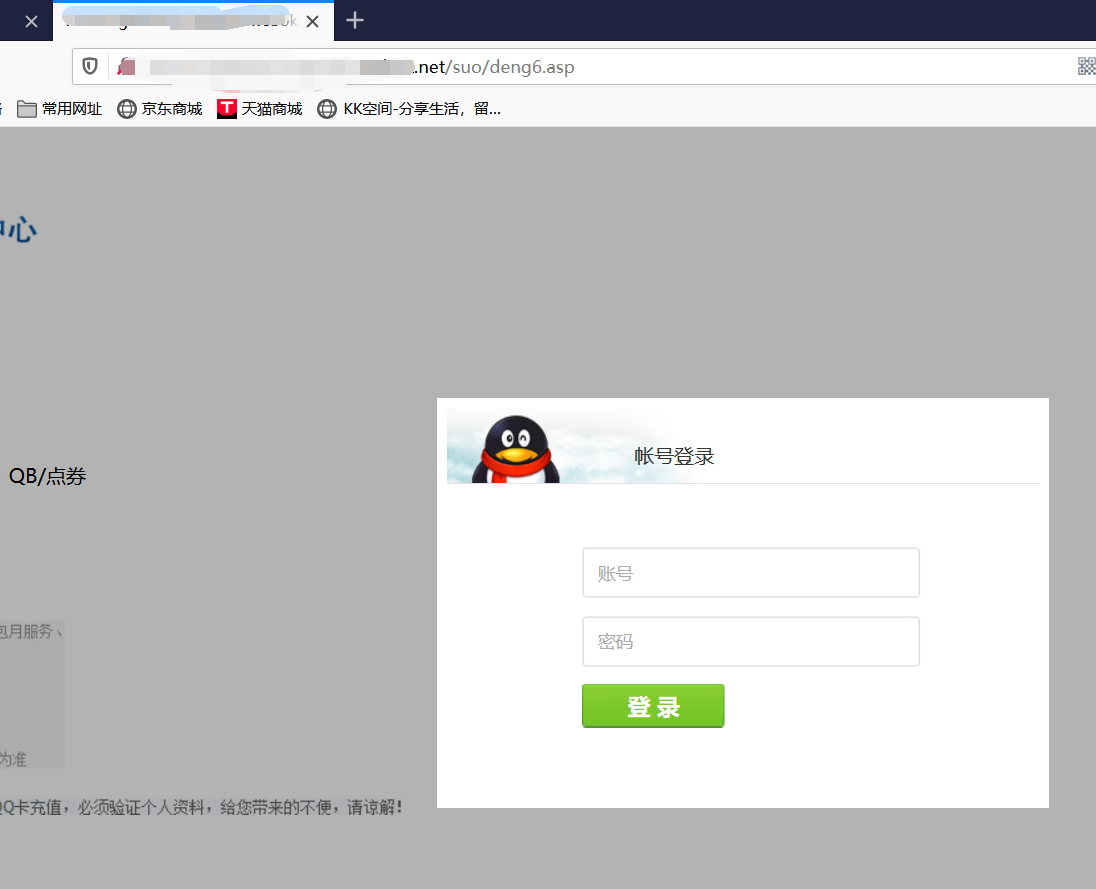 .net/suo/deng6.asp
常用网址 京东商城 天猫商城 KK空间-分享生活，留...
中心
帐号登录
QB/点券
账号
包月服务、
密码
登 录
为准
QQ卡充值，必须验证个人资料，给您带来的不便，请谅解！